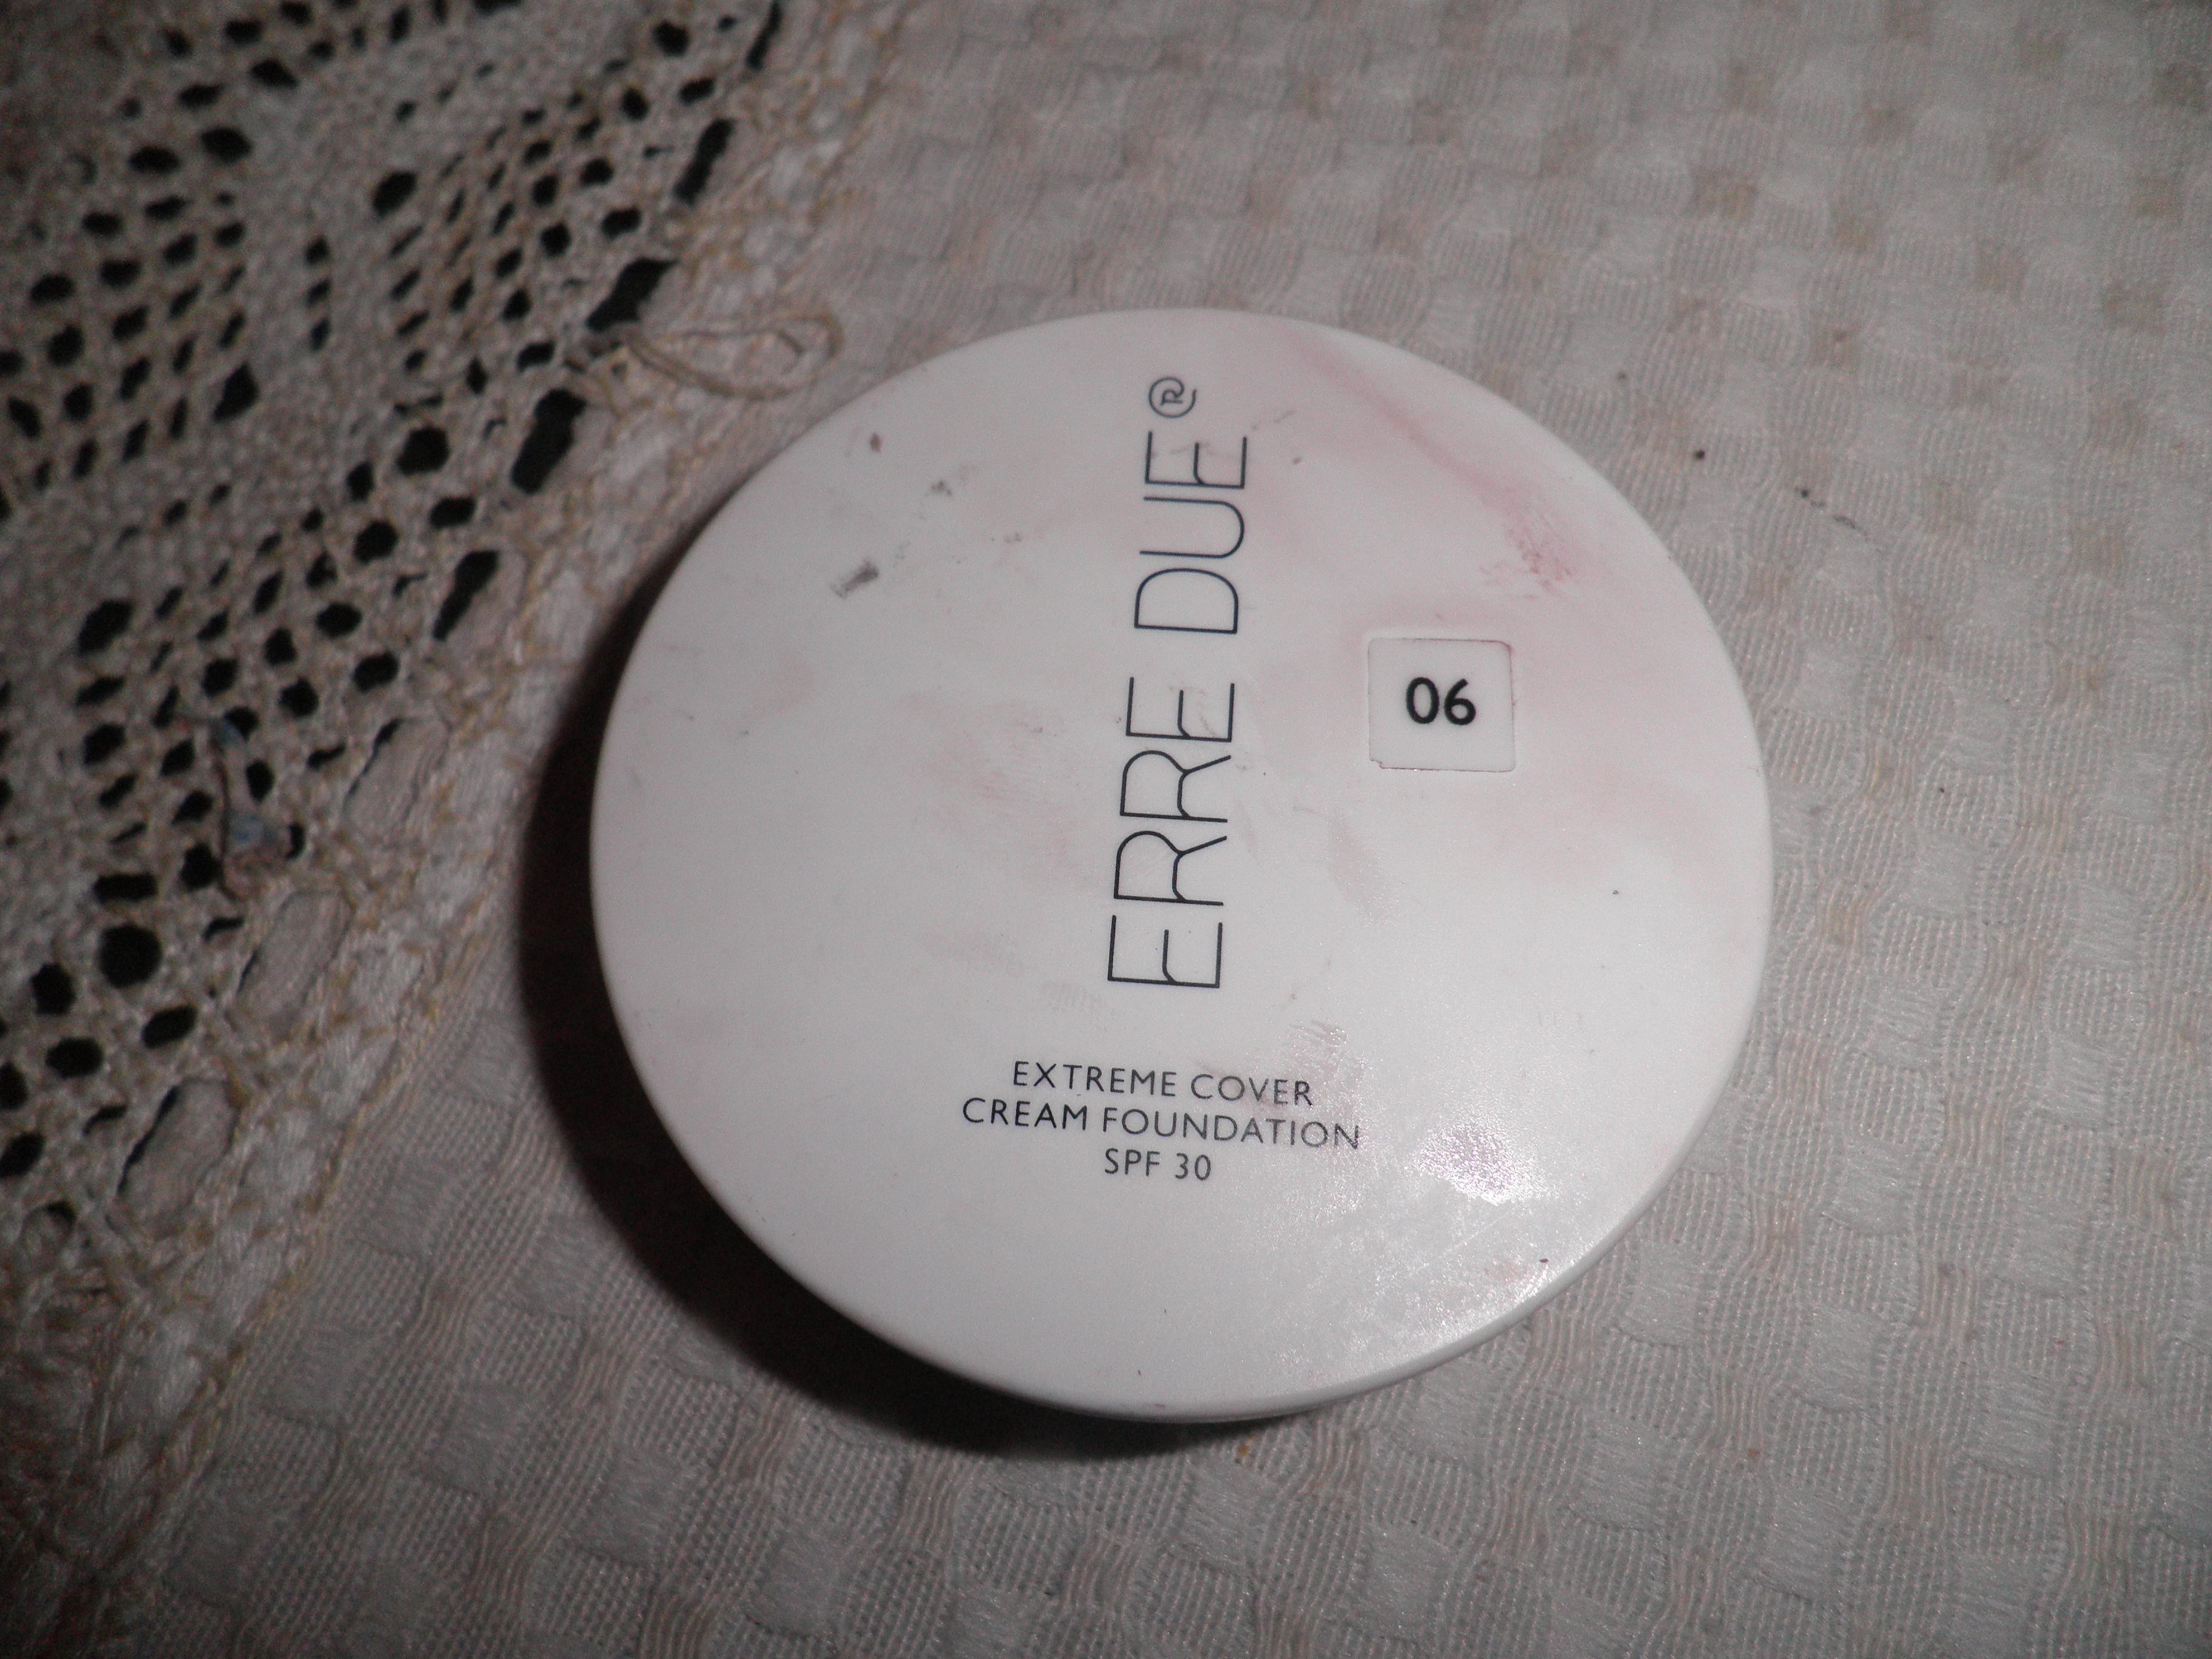 ERRE DUE®
06
EXTREME COVER
CREAM FOUNDATION
SPF 30